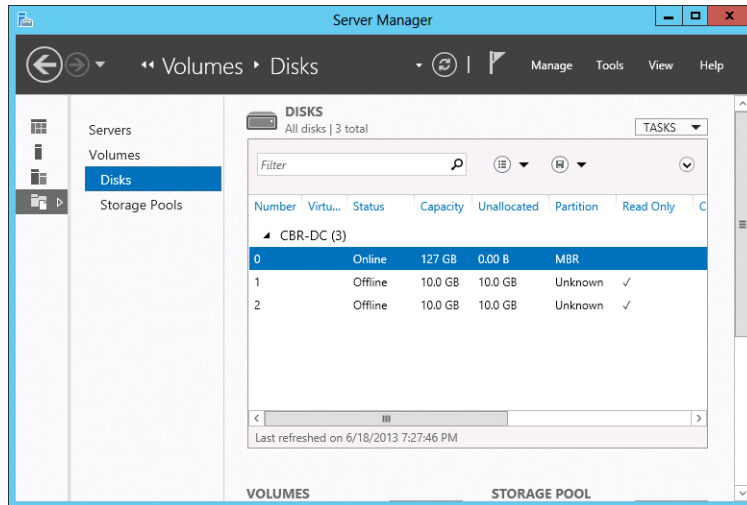 Server Manager
Volumes Disks
Manage Tools View Help
Servers
Volumes
Disks
Storage Pools
DISKS
All disks | 3 total
TASKS
Filter
Number Virtu... Status Capacity Unallocated Partition Read Only C
CBR-DC (3)
0 Online 127 GB 0.00 B MBR
1 Offline 10.0 GB 10.0 GB Unknown ✓
2 Offline 10.0 GB 10.0 GB Unknown ✓
Last refreshed on 6/18/2013 7:27:46 PM
VOLUMES STORAGE POOL